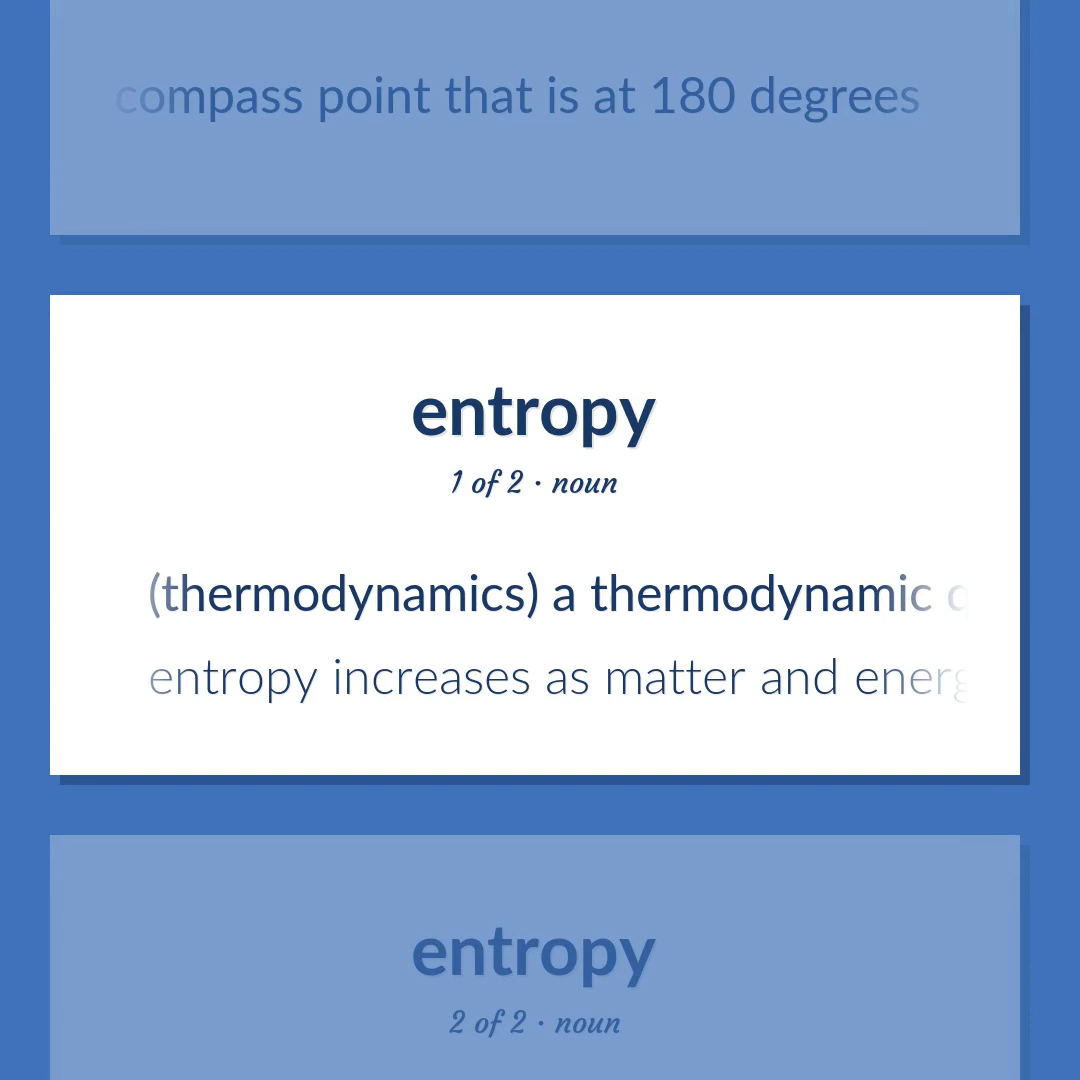 compass point that is at 180 degrees
entropy
1 of 2 · noun
(thermodynamics) a thermodynamic
entropy increases as matter and
entropy
2 of 2 · noun